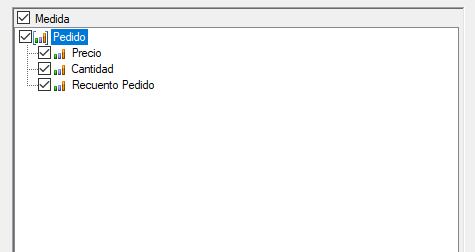 Medida
Pedido
Precio
Cantidad
Recuento Pedido